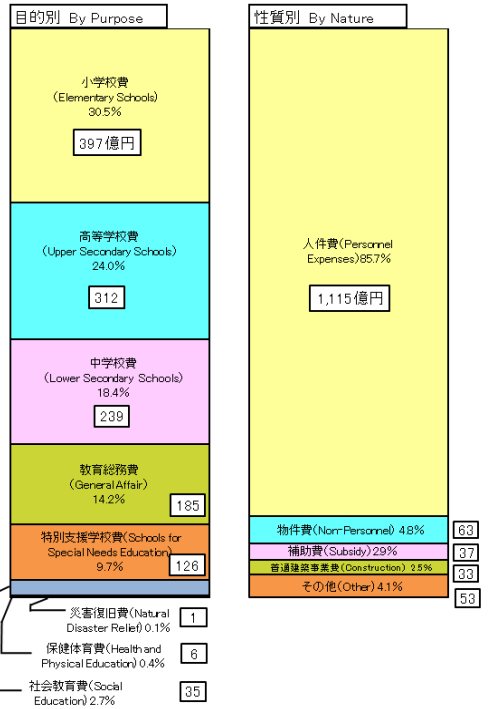 目的別 By Purpose
小学校費
(Elementary Schools)
30.5%
397億円
高等学校費
(Upper Secondary Schools)
24.0%
312
中学校費
(Lower Secondary Schools)
18.4%
239
教育総務費
(General Affair)
14.2%
185
特別支援学校費(Schools for
Special Needs Education)
9.7%
126
災害復旧費(Natural
Disaster Relief) 0.1%
1
保健体育費(Health and
Physical Education) 0.4%
6
社会教育費(Social
Education) 2.7%
35
性質別 By Nature
人件費(Personnel
Expenses)85.7%
1,115億円
物件費(Non-Personnel) 4.8%
63
補助費(Subsidy) 2.9%
37
普通建築事業費(Construction) 2.5%
33
その他(Other) 4.1%
53